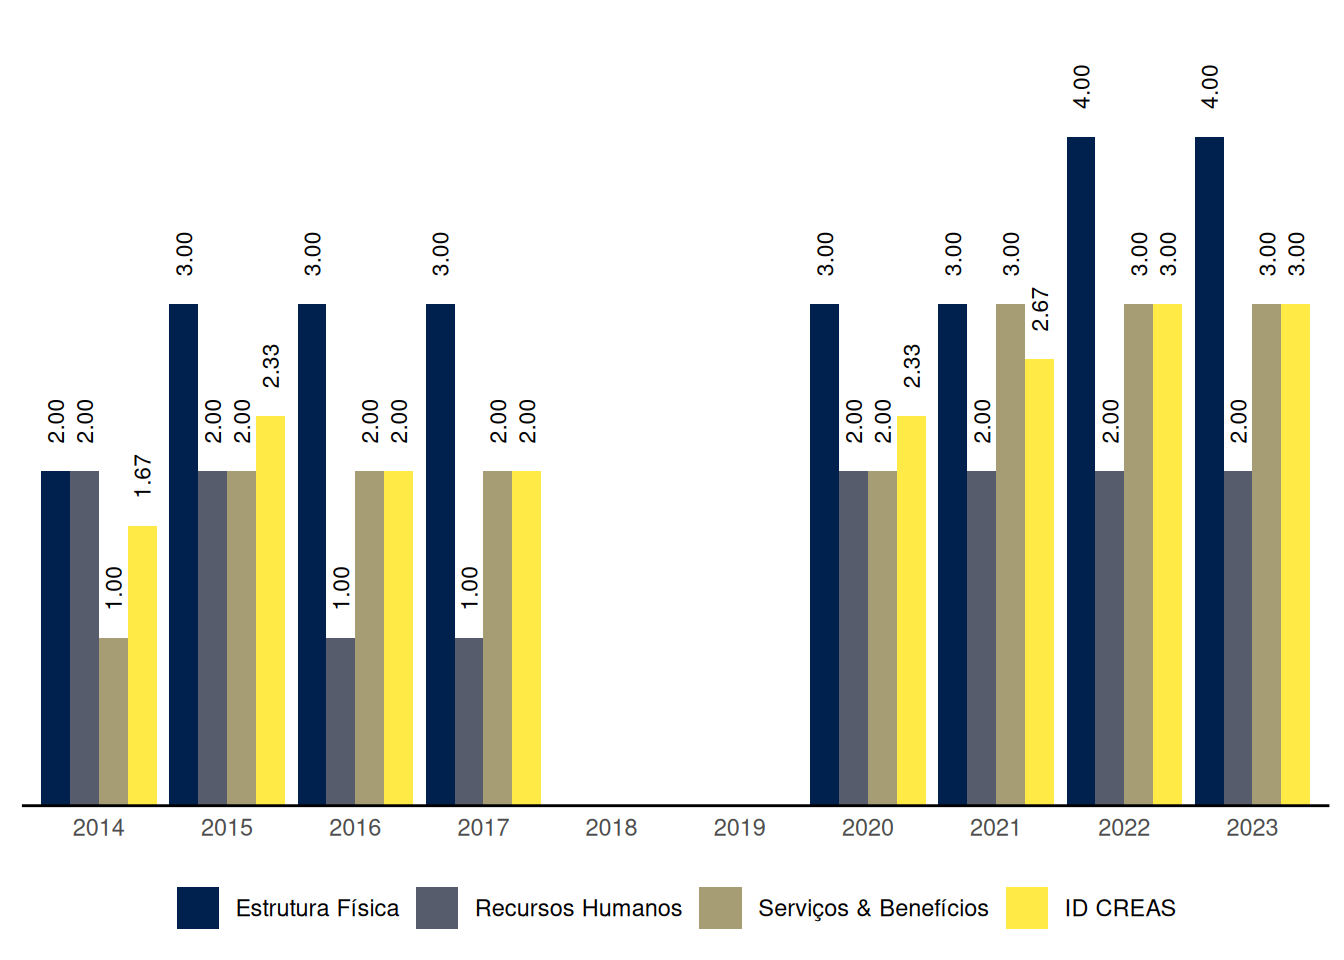 4.00 4.00
3.00 3.00 3.00 3.00 3.00 3.00 3.00 3.00 3.00 3.00
2.67
2.33 2.33
2.00 2.00 2.00 2.00 2.00 2.00 2.00 2.00 2.00 2.00 2.00 2.00 2.00
1.67
1.00 1.00 1.00
2014 2015 2016 2017 2018 2019 2020 2021 2022 2023
Estrutura Física Recursos Humanos Serviços & Benefícios ID CREAS